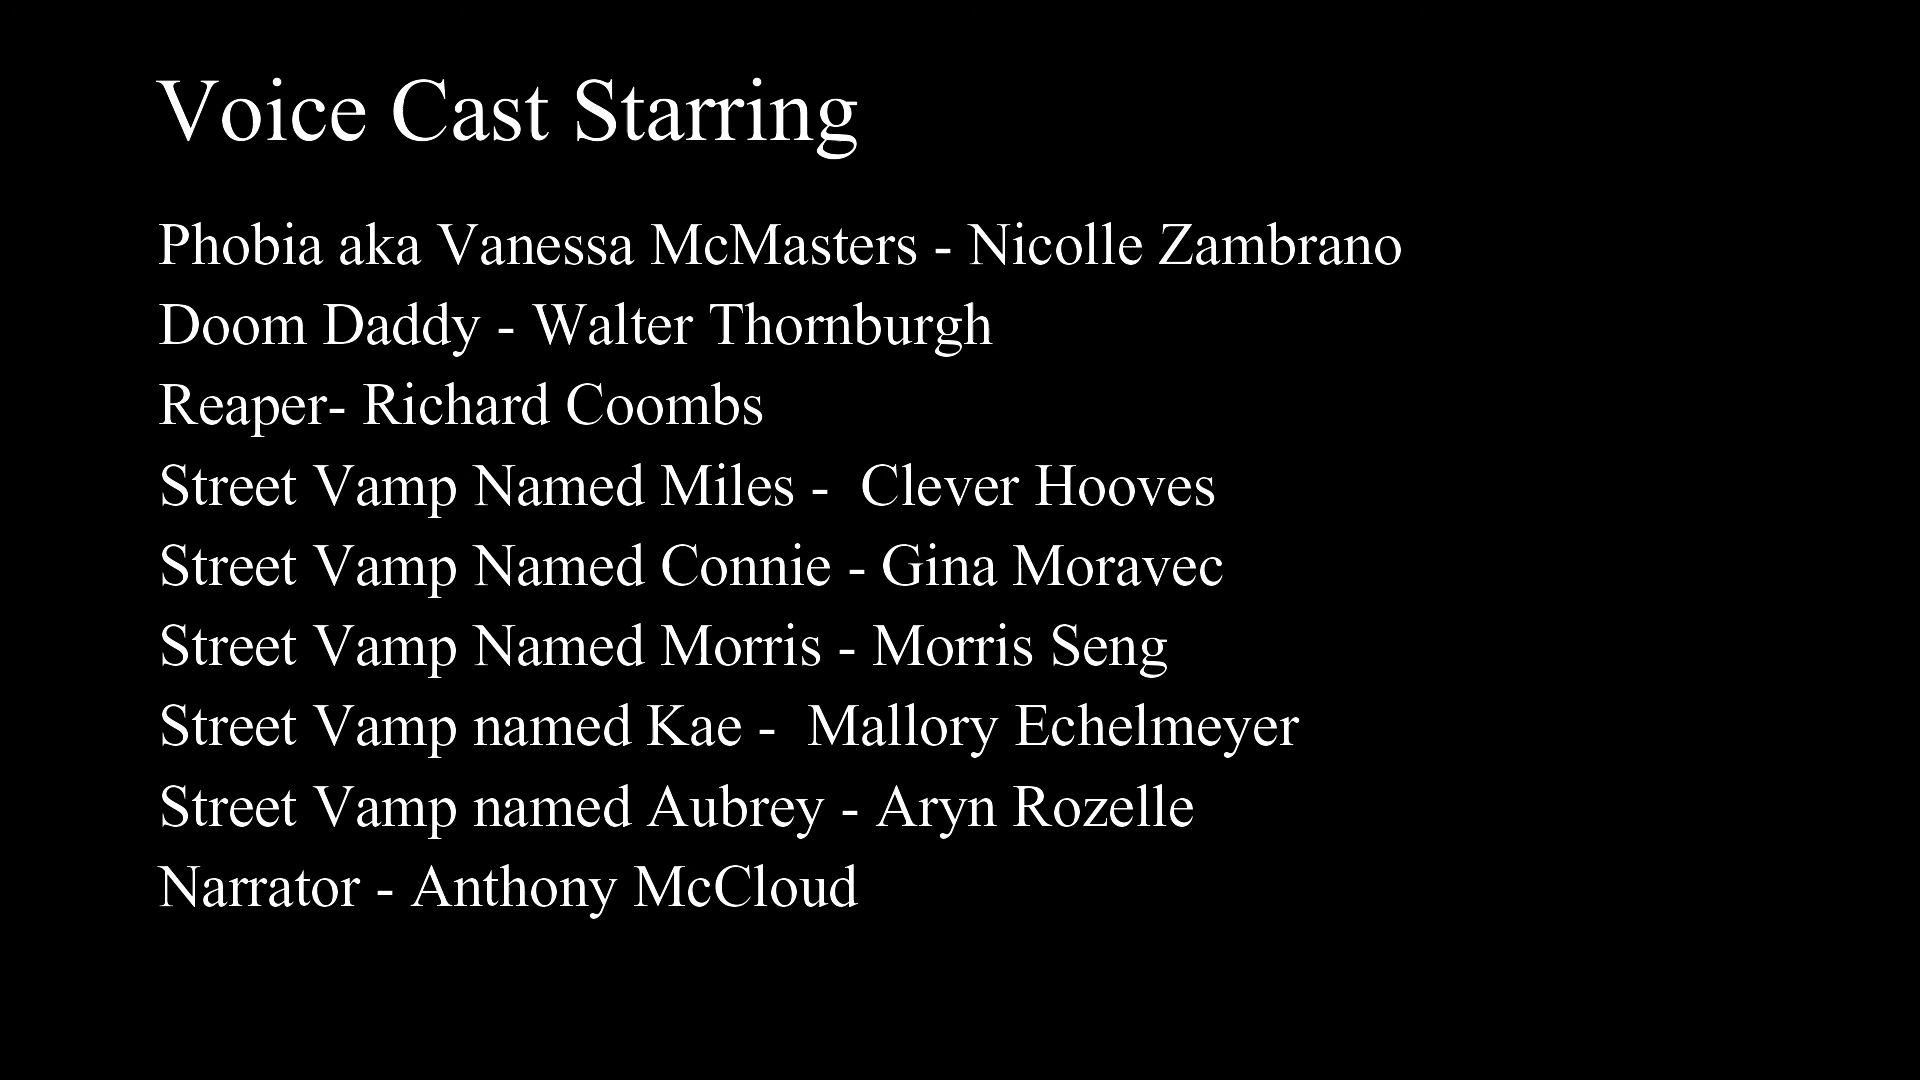 Voice Cast Starring
Phobia aka Vanessa McMasters - Nicolle Zambrano
Doom Daddy - Walter Thornburgh
Reaper- Richard Coombs
Street Vamp Named Miles -  Clever Hooves
Street Vamp Named Connie - Gina Moravec
Street Vamp Named Morris - Morris Seng
Street Vamp named Kae -  Mallory Echelmeyer
Street Vamp named Aubrey - Aryn Rozelle
Narrator - Anthony McCloud